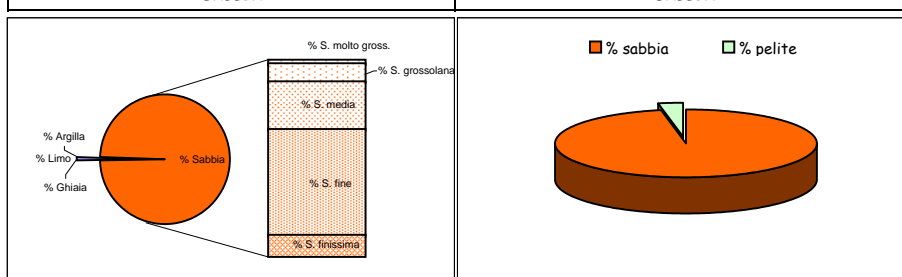 % S. molto gross.
% S. grossolana
% S. media
% Argilla
% Limo
% Sabbia
% Ghiaia
% S. fine
% S. finissima
% sabbia
% pelite